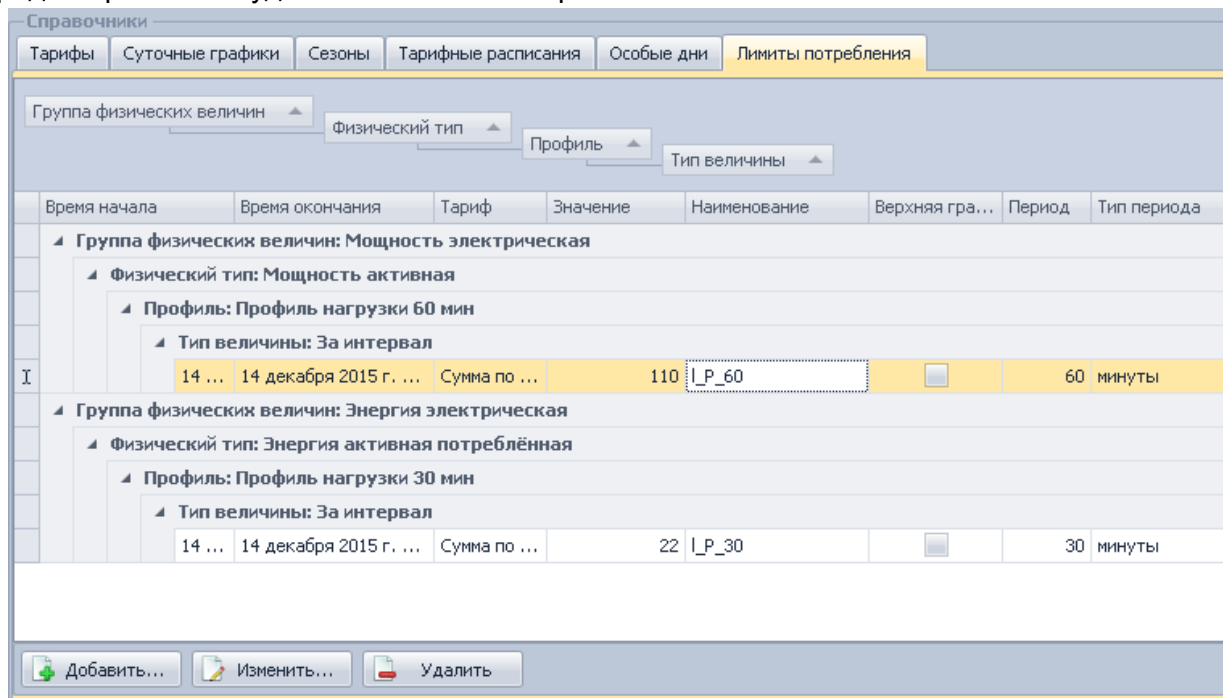 Справочники
Тарифы Суточные графики Сезоны Тарифные расписания Особые дни Лимиты потребления
Группа физических величин
Физический тип
Профиль
Тип величины
Время начала Время окончания Тариф Значение Наименование Верхняя гра... Период Тип периода
Группа физических величин: Мощность электрическая
Физический тип: Мощность активная
Профиль: Профиль нагрузки 60 мин
Тип величины: За интервал
14 ... 14 декабря 2015 г. ... Сумма по ... 110 l_P_60 60 минуты
Группа физических величин: Энергия электрическая
Физический тип: Энергия активная потреблённая
Профиль: Профиль нагрузки 30 мин
Тип величины: За интервал
14 ... 14 декабря 2015 г. ... Сумма по ... 22 l_P_30 30 минуты
Добавить... Изменить... Удалить